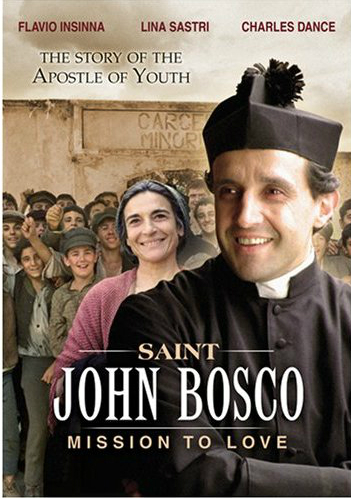 FLAVIO INSINNA LINA SASTRI CHARLES DANCE
THE STORY OF THE
APOSTLE OF YOUTH
CARCE
MINOR
SAINT
JOHN BOSCO
MISSION TO LOVE